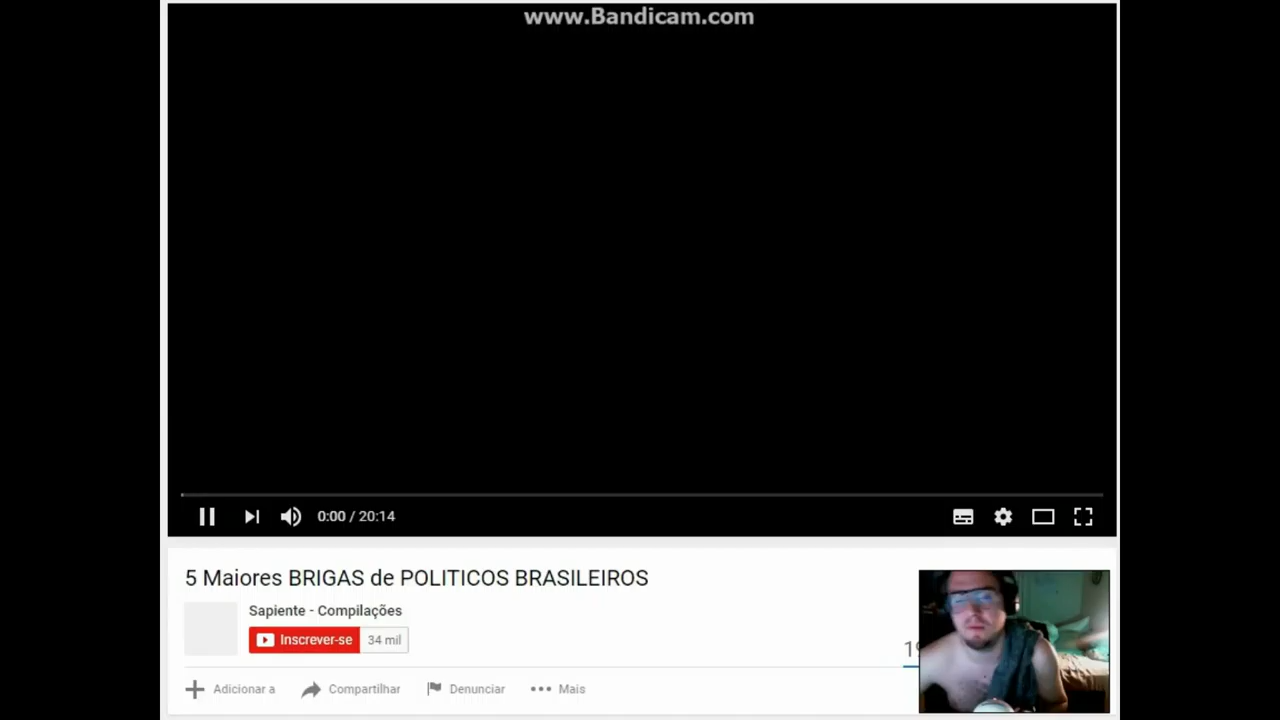 www.Bandicam.com
0:00 / 20:14
5 Maiores BRIGAS de POLITICOS BRASILEIROS
Sapiente - Compilações
Inscrever-se 34 mil
Adicionar a Compartilhar Denunciar Mais